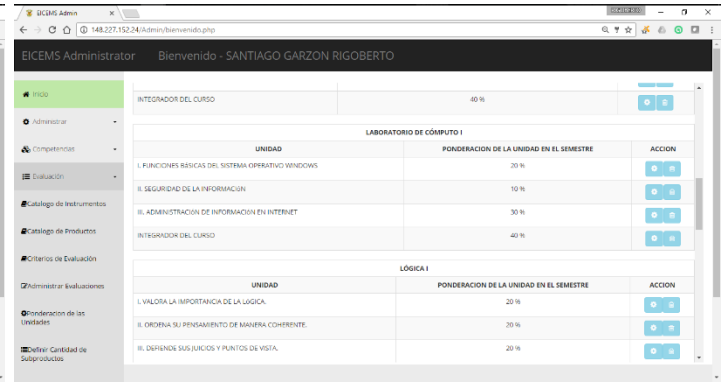 EICEMS Admin
148.227.152.24/Admin/bienvenido.php
EICEMS Administrator Bienvenido - SANTIAGO GARZON RIGOBERTO
Inicio
Administrar
Competencias
Evaluación
Catalogo de Instrumentos
Catalogo de Productos
Criterios de Evaluación
Administrar Evaluaciones
Ponderacion de las
Unidades
Definir Cantidad de
Subproductos
INTEGRADOR DEL CURSO 40 %
LABORATORIO DE CÓMPUTO I
UNIDAD PONDERACION DE LA UNIDAD EN EL SEMESTRE ACCION
I. FUNCIONES BÁSICAS DEL SISTEMA OPERATIVO WINDOWS 20 %
II. SEGURIDAD DE LA INFORMACIóN 10 %
III. ADMINISTRACIóN DE INFORMACIóN EN INTERNET 30 %
INTEGRADOR DEL CURSO 40 %
LÓGICA I
UNIDAD PONDERACION DE LA UNIDAD EN EL SEMESTRE ACCION
I. VALORA LA IMPORTANCIA DE LA LóGICA. 20 %
II. ORDENA SU PENSAMIENTO DE MANERA COHERENTE. 20 %
III. DEFIENDE SUS JUICIOS Y PUNTOS DE VISTA. 20 %